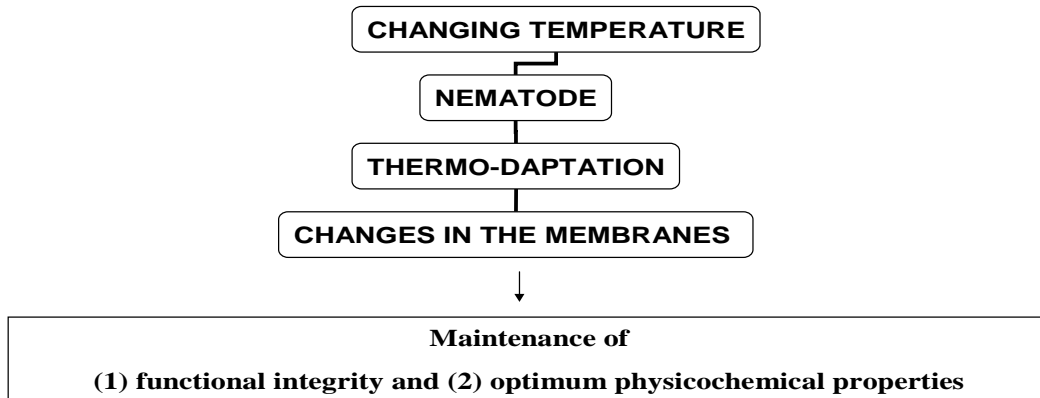 CHANGING TEMPERATURE
NEMATODE
THERMO-DAPTATION
CHANGES IN THE MEMBRANES
Maintenance of
(1) functional integrity and (2) optimum physicochemical properties